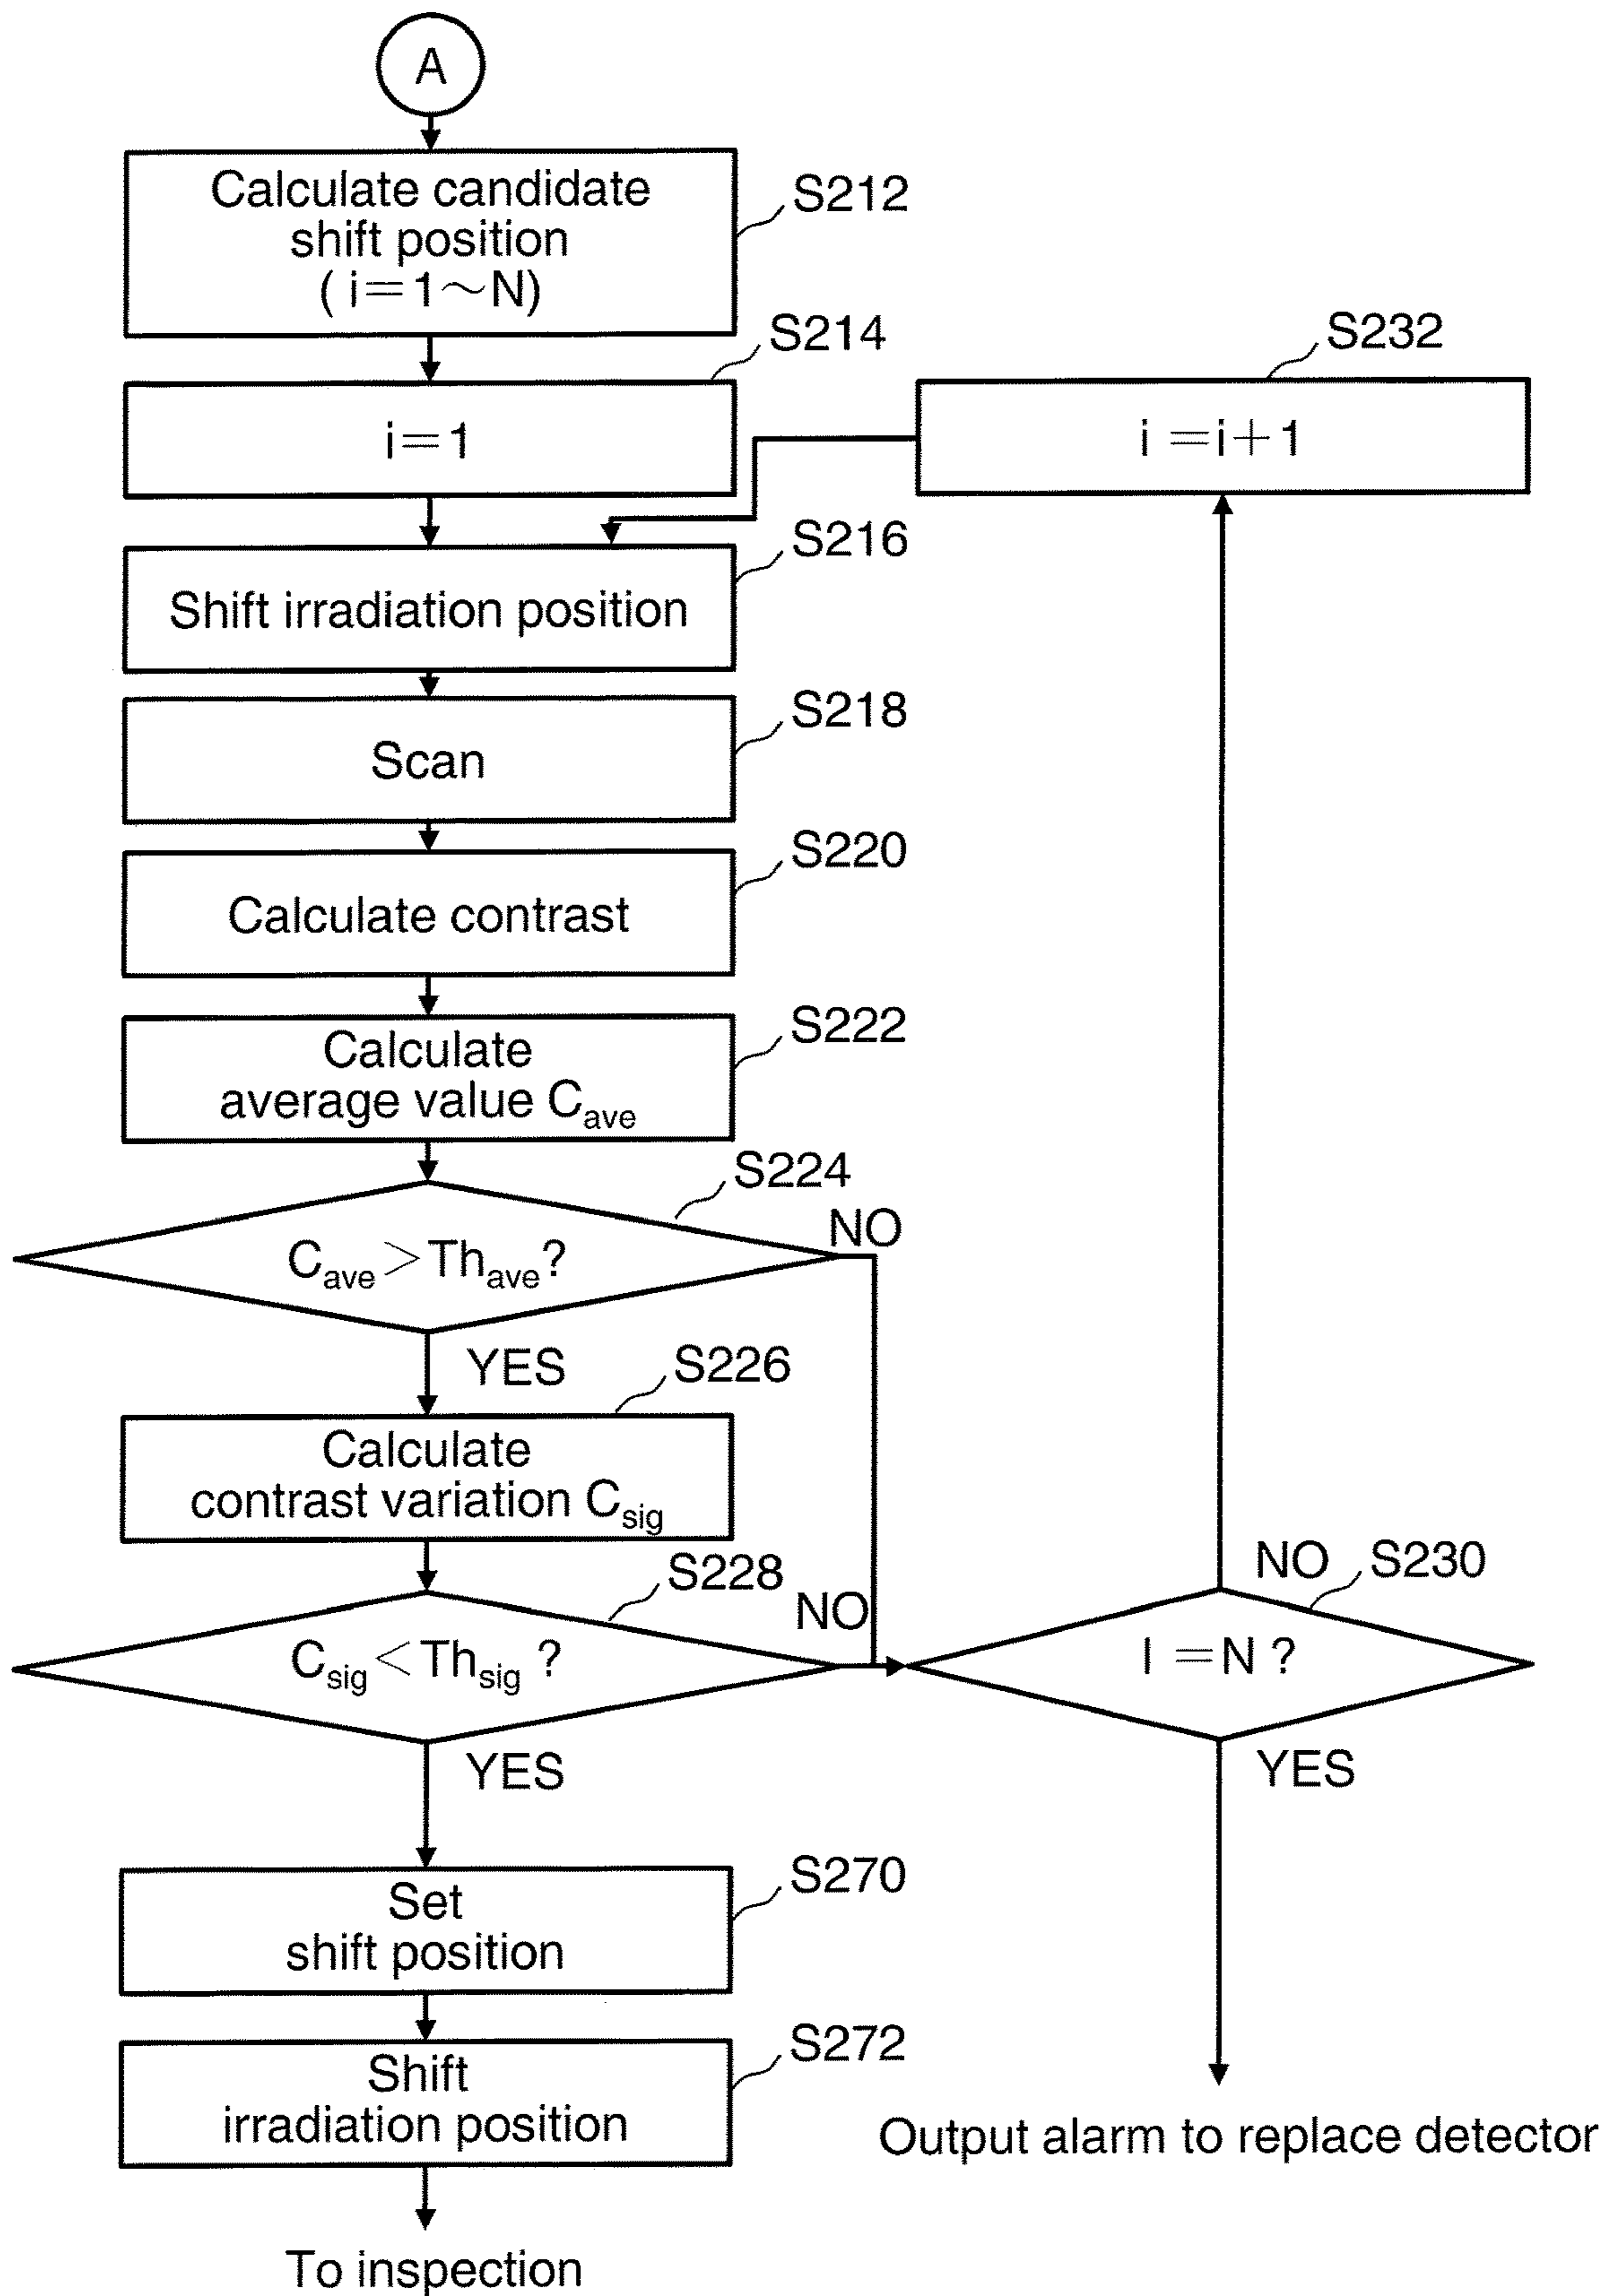 A
Calculate candidate
shift position
( i=1~N)
S212
S214
i=1
S232
i =i+1
S216
Shift irradiation position
S218
Scan
S220
Calculate contrast
S222
Calculate
average value Cave
S224
Cave>Thave?
NO
YES
S226
Calculate
contrast variation Csig
S228
Csig<Thsig ?
NO
NO
S230
I =N ?
YES
YES
S270
Set
shift position
S272
Shift
irradiation position
Output alarm to replace detector
To inspection